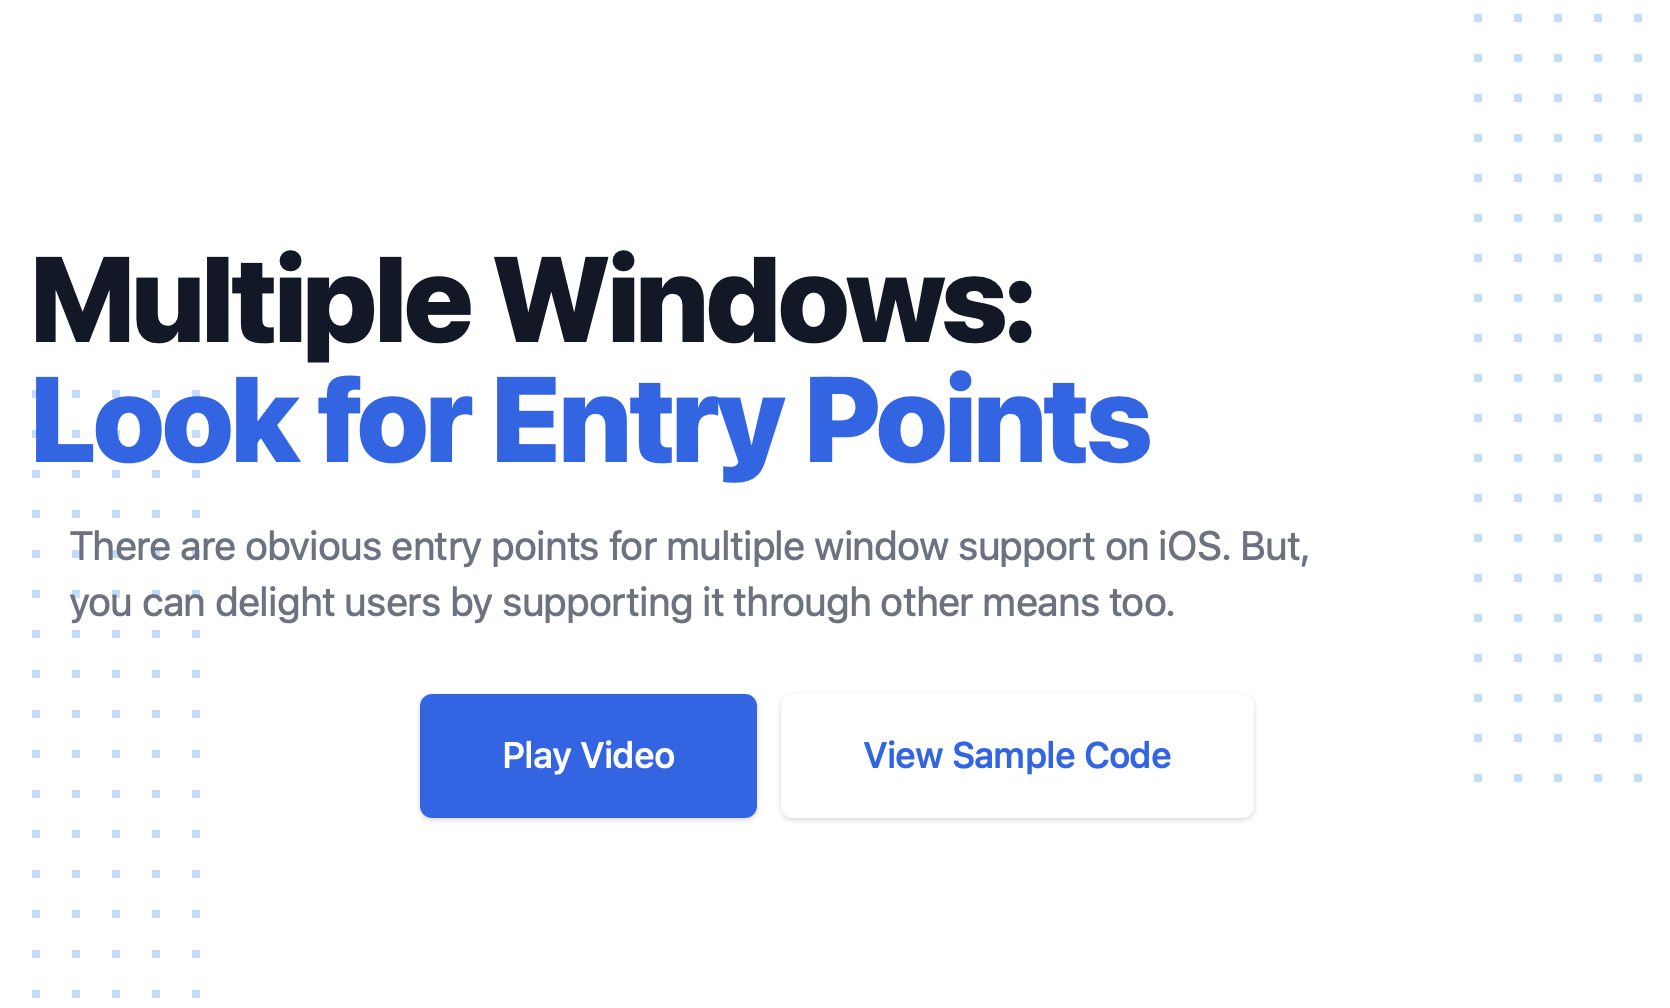 Multiple Windows:
Look for Entry Points
There are obvious entry points for multiple window support on iOS. But,
you can delight users by supporting it through other means too.
Play Video
View Sample Code